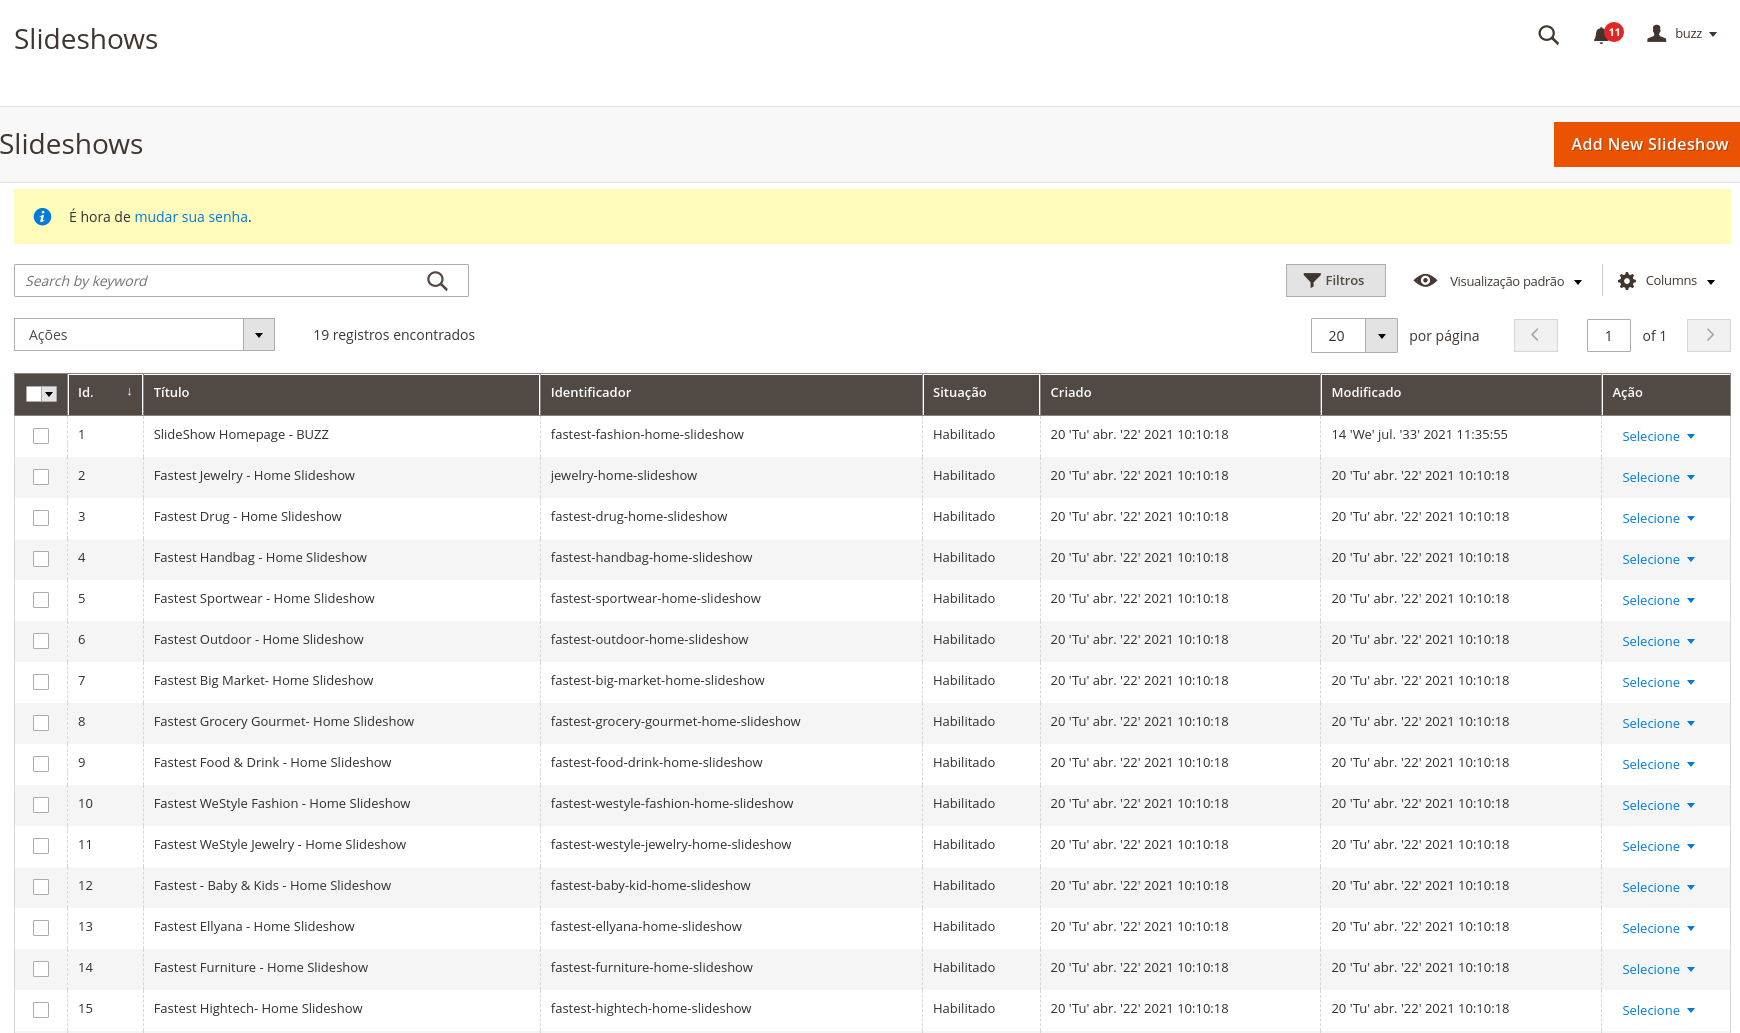 Slideshows
11
buzz
Slideshows
Add New Slideshow
É hora de mudar sua senha.
Search by keyword
Filtros
Visualização padrão
Columns
Ações
19 registros encontrados
20
por página
1
of 1
Id. ↓ Título Identificador Situação Criado Modificado Ação
1 SlideShow Homepage - BUZZ fastest-fashion-home-slideshow Habilitado 20 'Tu' abr. '22' 2021 10:10:18 14 'We' jul. '33' 2021 11:35:55 Selecione
2 Fastest Jewelry - Home Slideshow jewelry-home-slideshow Habilitado 20 'Tu' abr. '22' 2021 10:10:18 20 'Tu' abr. '22' 2021 10:10:18 Selecione
3 Fastest Drug - Home Slideshow fastest-drug-home-slideshow Habilitado 20 'Tu' abr. '22' 2021 10:10:18 20 'Tu' abr. '22' 2021 10:10:18 Selecione
4 Fastest Handbag - Home Slideshow fastest-handbag-home-slideshow Habilitado 20 'Tu' abr. '22' 2021 10:10:18 20 'Tu' abr. '22' 2021 10:10:18 Selecione
5 Fastest Sportwear - Home Slideshow fastest-sportwear-home-slideshow Habilitado 20 'Tu' abr. '22' 2021 10:10:18 20 'Tu' abr. '22' 2021 10:10:18 Selecione
6 Fastest Outdoor - Home Slideshow fastest-outdoor-home-slideshow Habilitado 20 'Tu' abr. '22' 2021 10:10:18 20 'Tu' abr. '22' 2021 10:10:18 Selecione
7 Fastest Big Market- Home Slideshow fastest-big-market-home-slideshow Habilitado 20 'Tu' abr. '22' 2021 10:10:18 20 'Tu' abr. '22' 2021 10:10:18 Selecione
8 Fastest Grocery Gourmet- Home Slideshow fastest-grocery-gourmet-home-slideshow Habilitado 20 'Tu' abr. '22' 2021 10:10:18 20 'Tu' abr. '22' 2021 10:10:18 Selecione
9 Fastest Food & Drink - Home Slideshow fastest-food-drink-home-slideshow Habilitado 20 'Tu' abr. '22' 2021 10:10:18 20 'Tu' abr. '22' 2021 10:10:18 Selecione
10 Fastest WeStyle Fashion - Home Slideshow fastest-westyle-fashion-home-slideshow Habilitado 20 'Tu' abr. '22' 2021 10:10:18 20 'Tu' abr. '22' 2021 10:10:18 Selecione
11 Fastest WeStyle Jewelry - Home Slideshow fastest-westyle-jewelry-home-slideshow Habilitado 20 'Tu' abr. '22' 2021 10:10:18 20 'Tu' abr. '22' 2021 10:10:18 Selecione
12 Fastest - Baby & Kids - Home Slideshow fastest-baby-kid-home-slideshow Habilitado 20 'Tu' abr. '22' 2021 10:10:18 20 'Tu' abr. '22' 2021 10:10:18 Selecione
13 Fastest Ellyana - Home Slideshow fastest-ellyana-home-slideshow Habilitado 20 'Tu' abr. '22' 2021 10:10:18 20 'Tu' abr. '22' 2021 10:10:18 Selecione
14 Fastest Furniture - Home Slideshow fastest-furniture-home-slideshow Habilitado 20 'Tu' abr. '22' 2021 10:10:18 20 'Tu' abr. '22' 2021 10:10:18 Selecione
15 Fastest Hightech- Home Slideshow fastest-hightech-home-slideshow Habilitado 20 'Tu' abr. '22' 2021 10:10:18 20 'Tu' abr. '22' 2021 10:10:18 Selecione